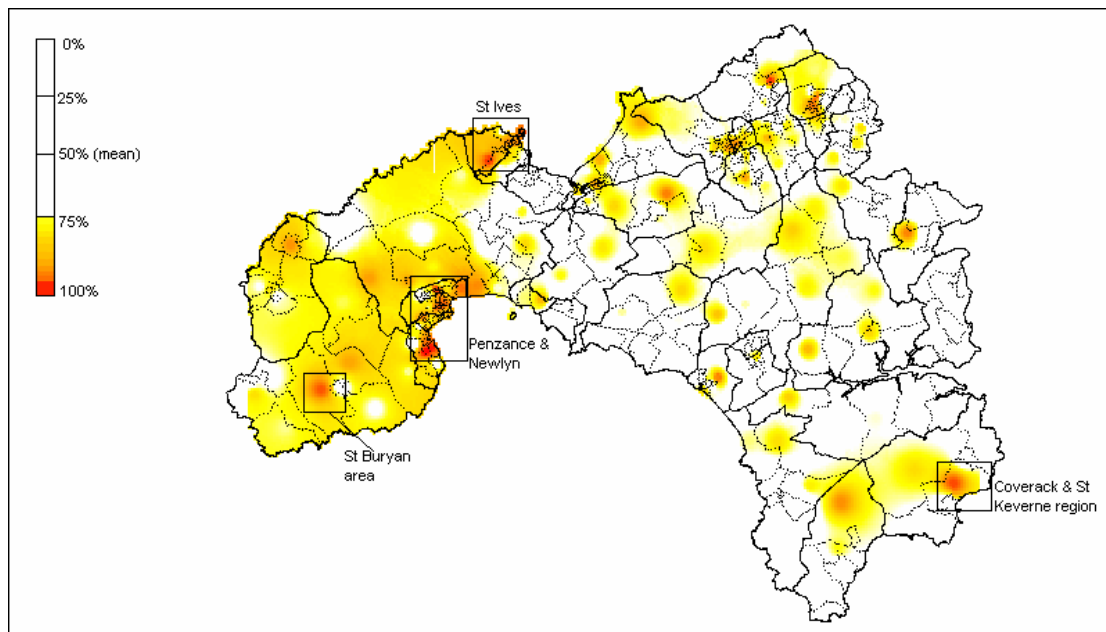 0%
25%
50% (mean)
75%
100%
St Ives
Penzance &
Newlyn
St Buryan
area
Coverack & St
Keverne region